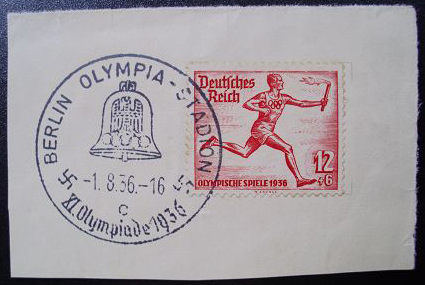 BERLIN OLYMPIA-STADION
-1.8.36.-16
c
XI. Olympiade 1936
Deutsches
Reich
12
+6
OLYMPISCHE SPIELE 1936